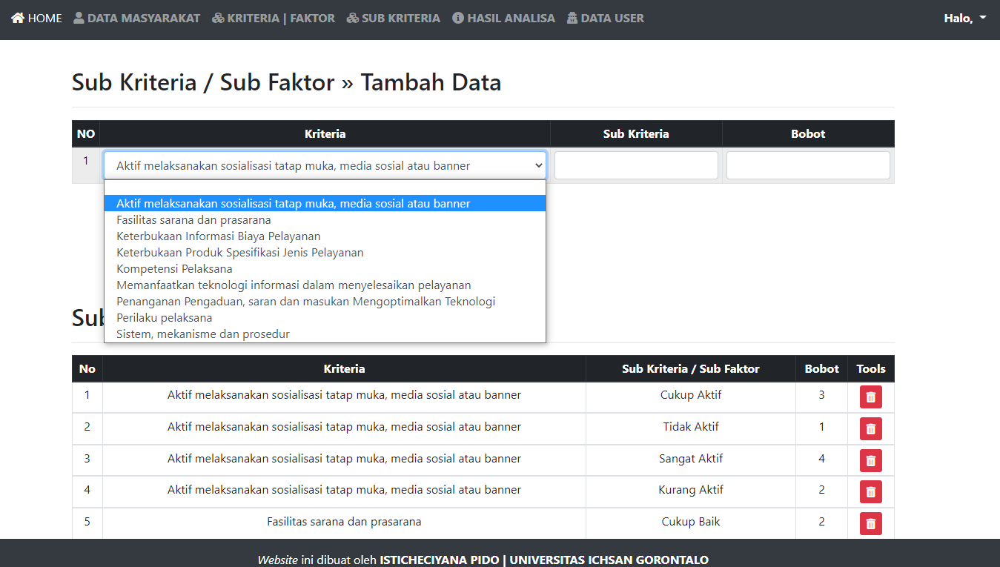 HOME DATA MASYARAKAT KRITERIA | FAKTOR SUB KRITERIA HASIL ANALISA DATA USER Halo,
Sub Kriteria / Sub Faktor » Tambah Data
NO Kriteria Sub Kriteria Bobot
1 Aktif melaksanakan sosialisasi tatap muka, media sosial atau banner
Aktif melaksanakan sosialisasi tatap muka, media sosial atau banner
Fasilitas sarana dan prasarana
Keterbukaan Informasi Biaya Pelayanan
Keterbukaan Produk Spesifikasi Jenis Pelayanan
Kompetensi Pelaksana
Memanfaatkan teknologi informasi dalam menyelesaikan pelayanan
Penanganan Pengaduan, saran dan masukan Mengoptimalkan Teknologi
Perilaku pelaksana
Sistem, mekanisme dan prosedur
No Kriteria Sub Kriteria / Sub Faktor Bobot Tools
1 Aktif melaksanakan sosialisasi tatap muka, media sosial atau banner Cukup Aktif 3
2 Aktif melaksanakan sosialisasi tatap muka, media sosial atau banner Tidak Aktif 1
3 Aktif melaksanakan sosialisasi tatap muka, media sosial atau banner Sangat Aktif 4
4 Aktif melaksanakan sosialisasi tatap muka, media sosial atau banner Kurang Aktif 2
5 Fasilitas sarana dan prasarana Cukup Baik 2
Website ini dibuat oleh ISTICHECIYANA PIDO | UNIVERSITAS ICHSAN GORONTALO